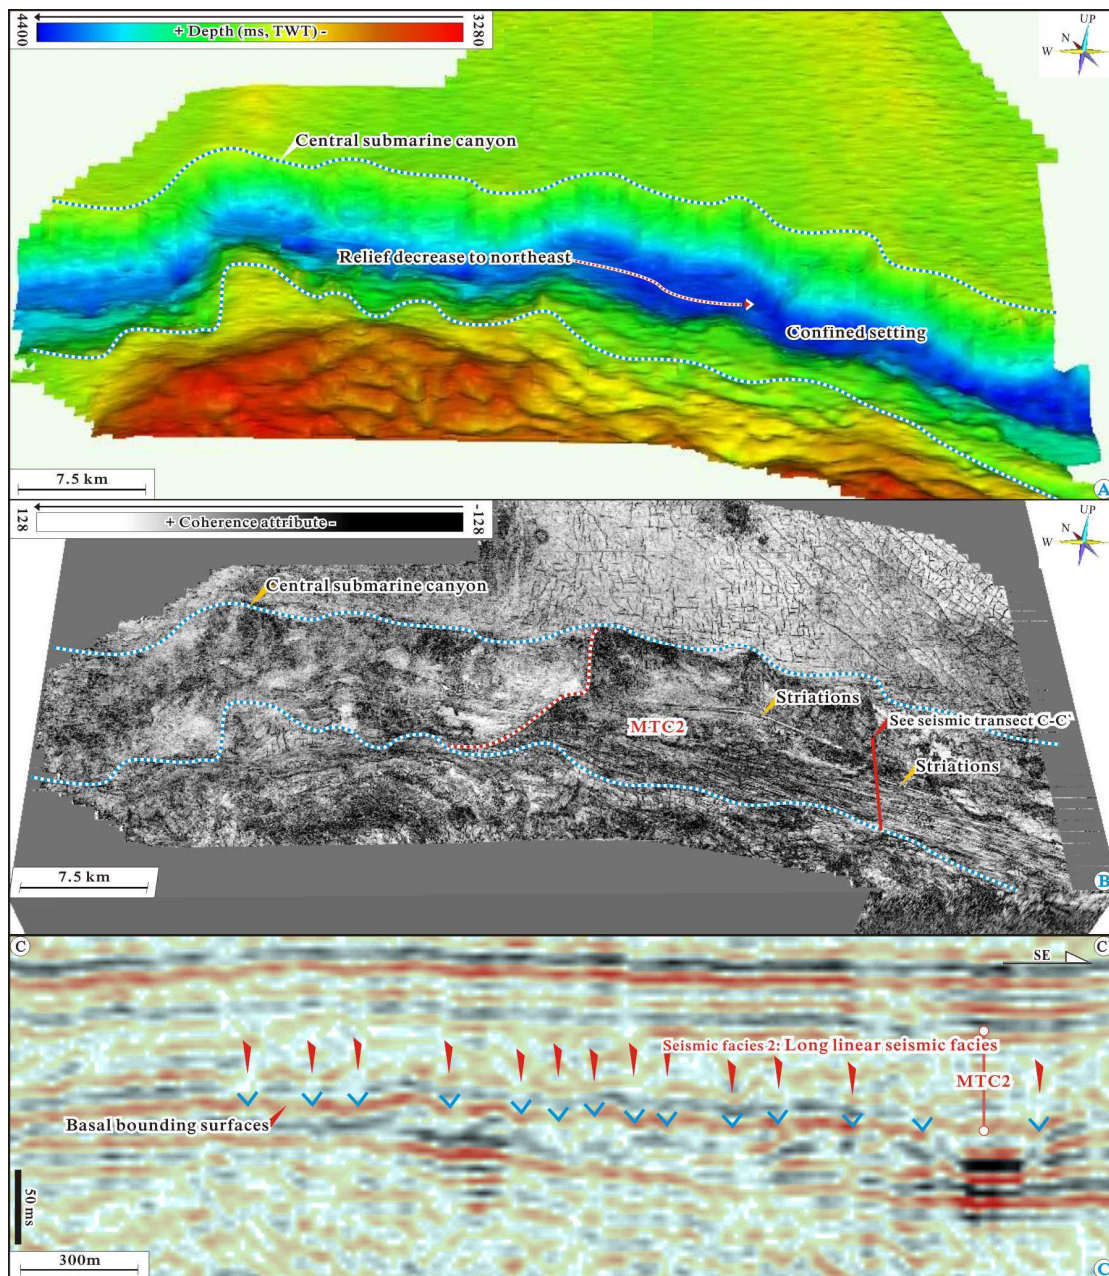 4400
+ Depth (ms, TWT) -
3280
UP
N
W
Central submarine canyon
Relief decrease to northeast
Confined setting
7.5 km
A
128
+ Coherence attribute -
-128
UP
N
W
Central submarine canyon
Striations
MTC2
See seismic transect C-C`
Striations
7.5 km
B
C
C`
SE
Seismic facies 2: Long linear seismic facies
MTC2
Basal bounding surfaces
50 ms
300m
C